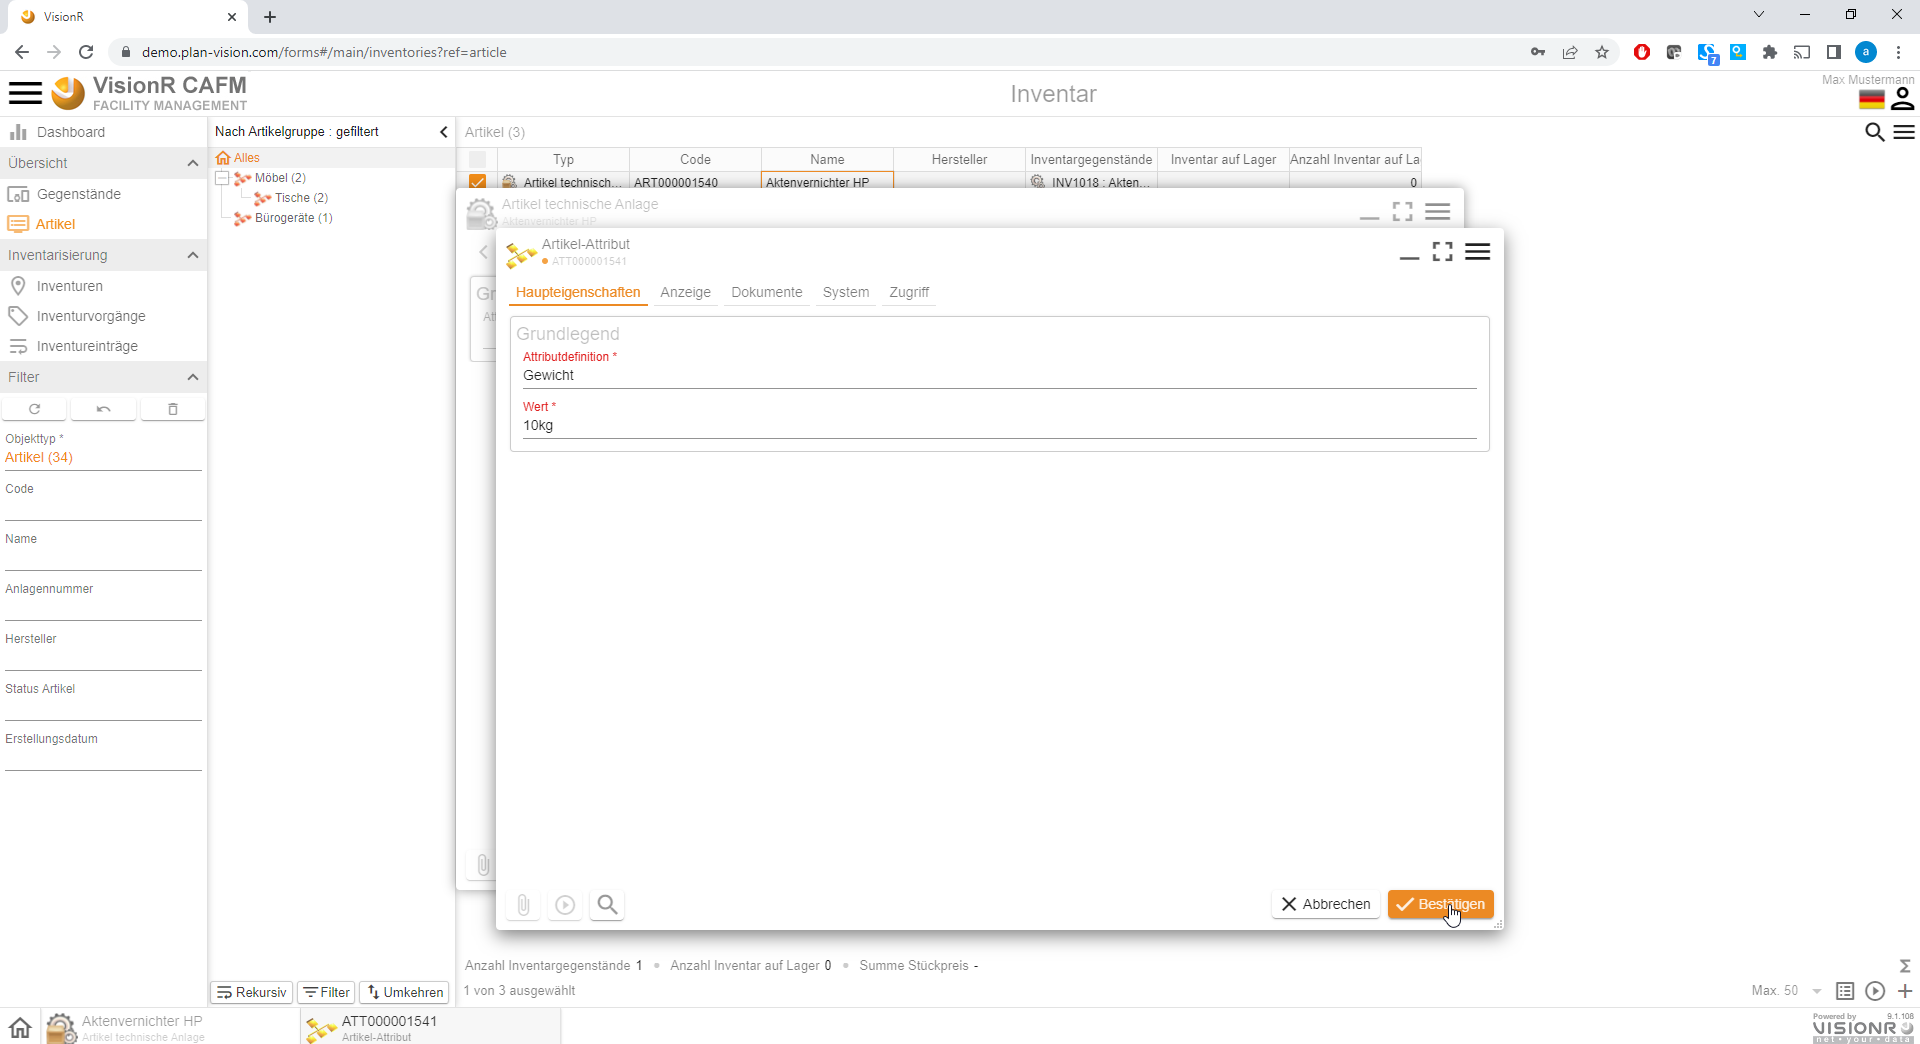 VisionR
demo.plan-vision.com/forms#/main/inventories?ref=article
7
a
VisionR CAFM
FACILITY MANAGEMENT
Inventar
Max Mustermann
Dashboard
Übersicht
Gegenstände
Artikel
Inventarisierung
Inventuren
Inventurvorgänge
Inventureinträge
Filter
Objekttyp *
Artikel (34)
Code
Name
Anlagennummer
Hersteller
Status Artikel
Erstellungsdatum
Nach Artikelgruppe : gefiltert
Alles
Möbel (2)
Tische (2)
Bürogeräte (1)
Rekursiv
Filter
Umkehren
Artikel (3)
Typ Code Name Hersteller Inventargegenstände Inventar auf Lager Anzahl Inventar auf La
Artikel technisch... ART000001540 Aktenvernichter HP INV1018 : Akten... 0
Artikel technische Anlage
Aktenvernichter HP
Gr
At
Artikel-Attribut
ATT000001541
Haupteigenschaften Anzeige Dokumente System Zugriff
Grundlegend
Attributdefinition *
Gewicht
Wert *
10kg
Abbrechen
Bestätigen
Anzahl Inventargegenstände 1 • Anzahl Inventar auf Lager 0 • Summe Stückpreis -
1 von 3 ausgewählt
Max. 50
Aktenvernichter HP
Artikel technische Anlage
ATT000001541
Artikel-Attribut
Powered by 9.1.108
VISIONR
net • your • data